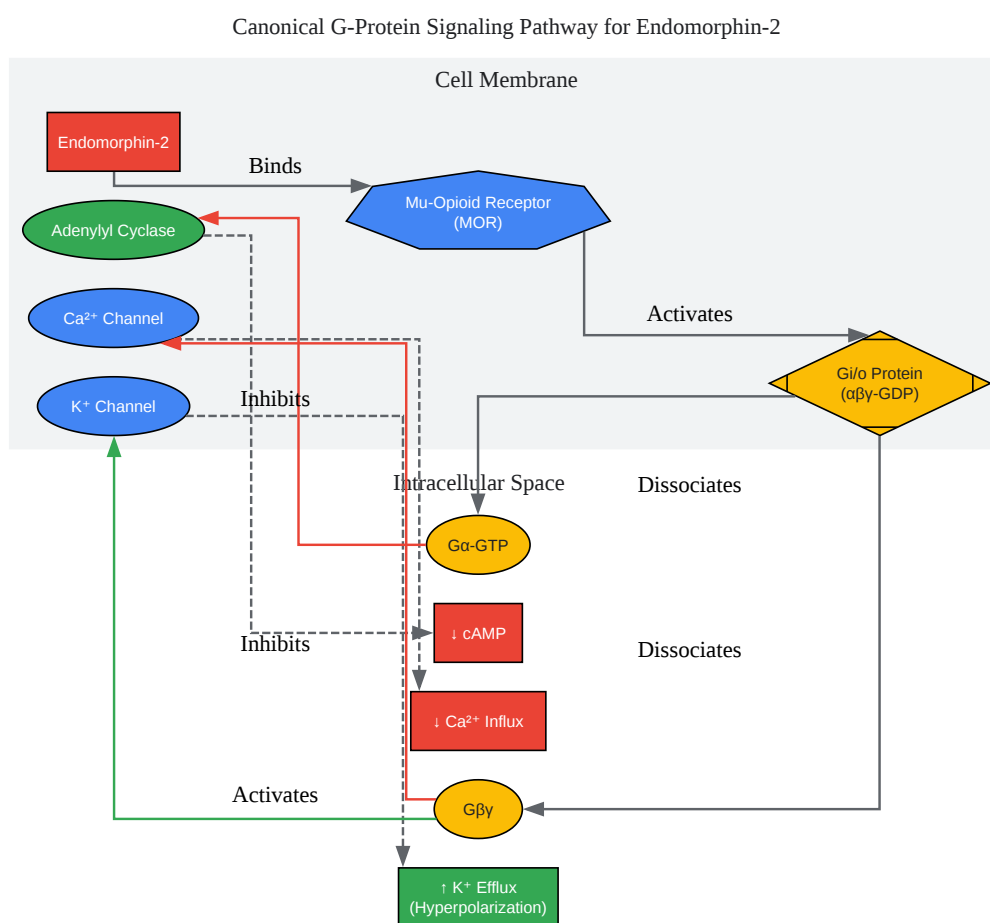 Canonical G-Protein Signaling Pathway for Endomorphin-2
Cell Membrane
Endomorphin-2
Binds
Mu-Opioid Receptor
(MOR)
Adenylyl Cyclase
Ca²⁺ Channel
Activates
Gi/o Protein
(αβγ-GDP)
K⁺ Channel
Inhibits
Intracellular Space
Dissociates
Gα-GTP
↓ cAMP
Inhibits
Dissociates
↓ Ca²⁺ Influx
Activates
Gβγ
↑ K⁺ Efflux
(Hyperpolarization)